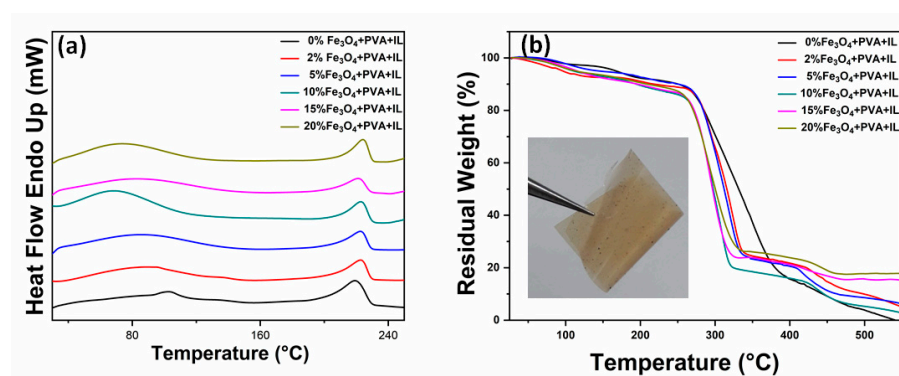 (a)
0% Fe₃O₄+PVA+IL
2% Fe₃O₄+PVA+IL
5%Fe₃O₄+PVA+IL
10%Fe₃O₄+PVA+IL
15%Fe₃O₄+PVA+IL
20%Fe₃O₄+PVA+IL
Heat Flow Endo Up (mW)
80
160
240
Temperature (°C)
(b)
0%Fe₃O₄+PVA+IL
2%Fe₃O₄+PVA+IL
5%Fe₃O₄+PVA+IL
10%Fe₃O₄+PVA+IL
15%Fe₃O₄+PVA+IL
20%Fe₃O₄+PVA+IL
Residual Weight (%)
100
80
60
40
20
0
100
200
300
400
500
Temperature (°C)